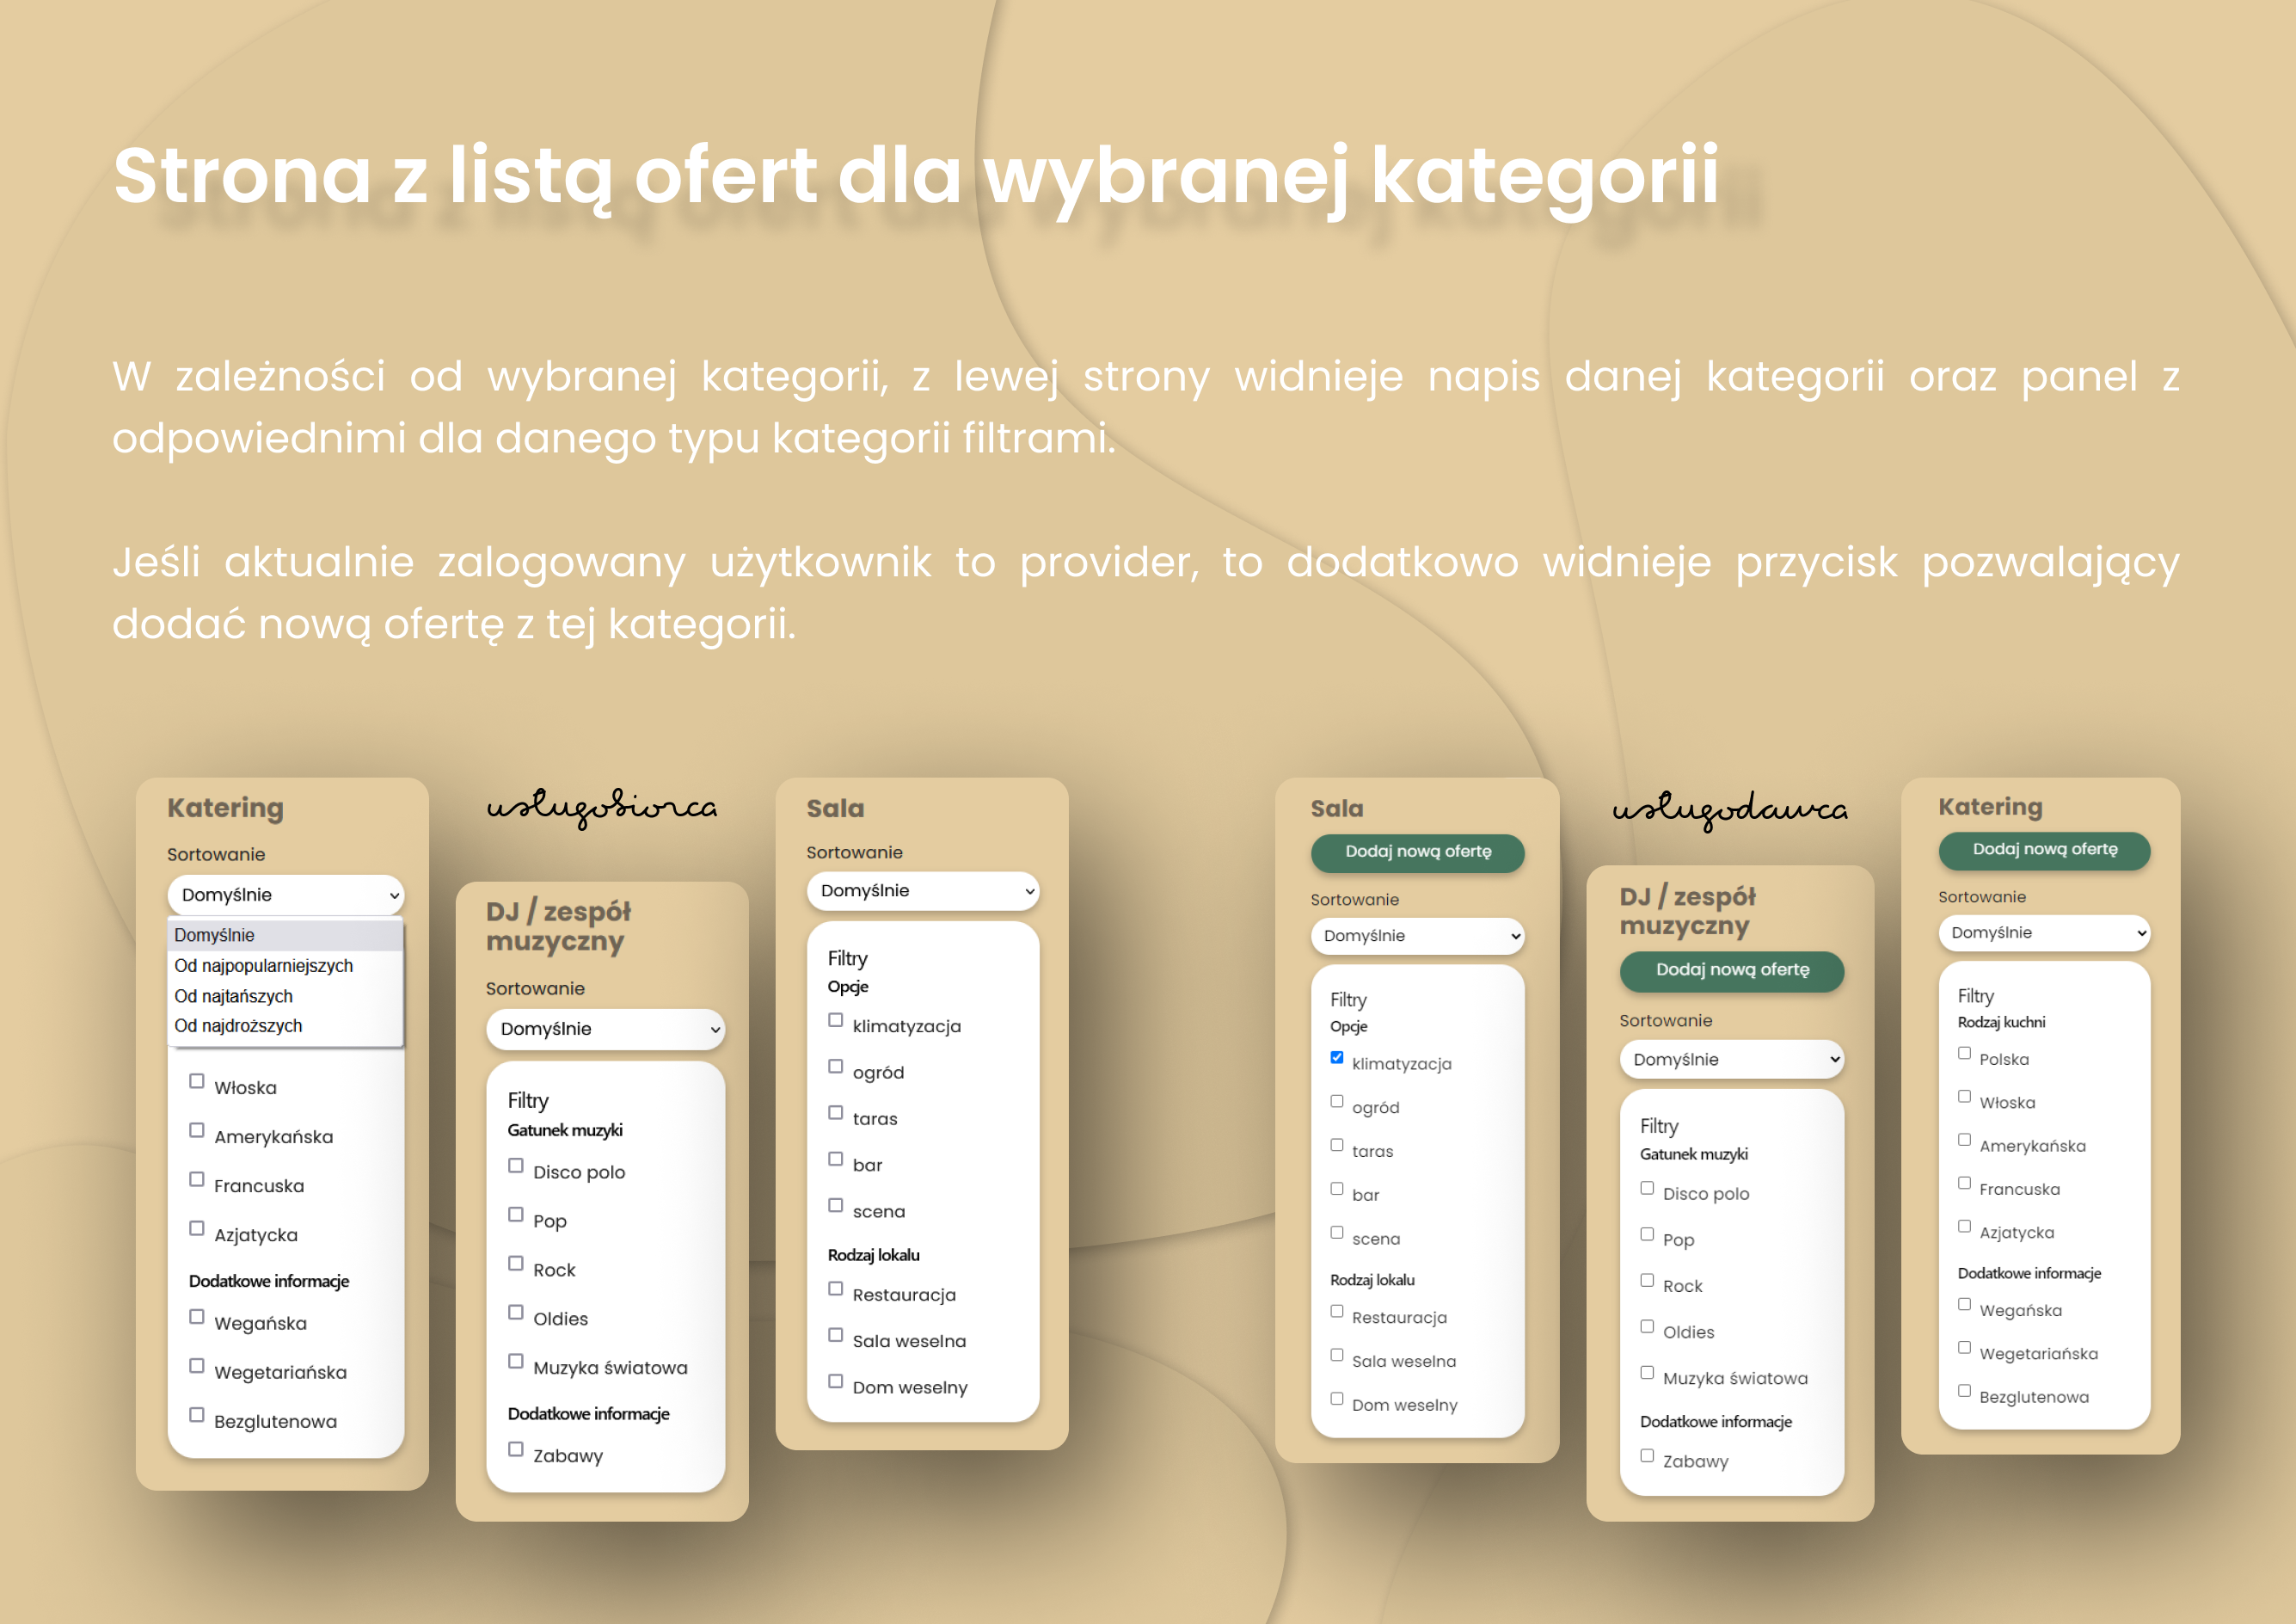 Strona z listą ofert dla wybranej kategorii
W zależności od wybranej kategorii, z lewej strony widnieje napis danej kategorii oraz panel z
odpowiednimi dla danego typu kategorii filtrami.
Jeśli aktualnie zalogowany użytkownik to provider, to dodatkowo widnieje przycisk pozwalający
dodać nową ofertę z tej kategorii.
Katering
Sortowanie
Domyślnie
Domyślnie
Od najpopularniejszych
Od najtańszych
Od najdroższych
Włoska
Amerykańska
Francuska
Azjatycka
Dodatkowe informacje
Wegańska
Wegetariańska
Bezglutenowa
usługobiorca
DJ / zespół
muzyczny
Sortowanie
Domyślnie
Filtry
Gatunek muzyki
Disco polo
Pop
Rock
Oldies
Muzyka światowa
Dodatkowe informacje
Zabawy
Sala
Sortowanie
Domyślnie
Filtry
Opcje
klimatyzacja
ogród
taras
bar
scena
Rodzaj lokalu
Restauracja
Sala weselna
Dom weselny
Sala
Dodaj nową ofertę
Sortowanie
Domyślnie
Filtry
Opcje
klimatyzacja
ogród
taras
bar
scena
Rodzaj lokalu
Restauracja
Sala weselna
Dom weselny
usługodawca
DJ / zespół
muzyczny
Dodaj nową ofertę
Sortowanie
Domyślnie
Filtry
Gatunek muzyki
Disco polo
Pop
Rock
Oldies
Muzyka światowa
Dodatkowe informacje
Zabawy
Katering
Dodaj nową ofertę
Sortowanie
Domyślnie
Filtry
Rodzaj kuchni
Polska
Włoska
Amerykańska
Francuska
Azjatycka
Dodatkowe informacje
Wegańska
Wegetariańska
Bezglutenowa